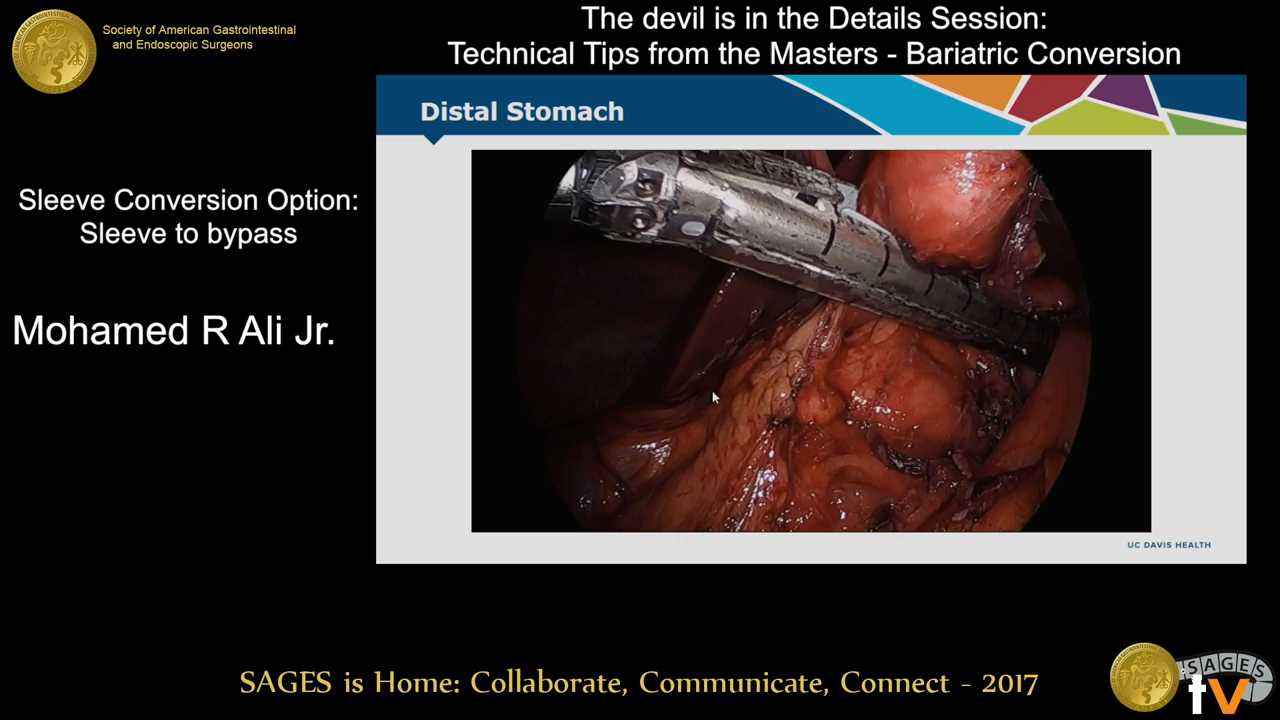 Society of American Gastrointestinal
and Endoscopic Surgeons
The devil is in the Details Session:
Technical Tips from the Masters - Bariatric Conversion
Distal Stomach
Sleeve Conversion Option:
Sleeve to bypass
Mohamed R Ali Jr.
UC DAVIS HEALTH
SAGES is Home: Collaborate, Communicate, Connect - 2017
SAGES
tv